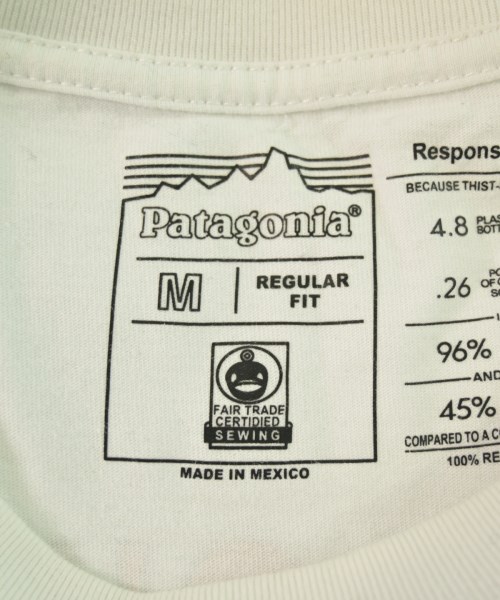 Patagonia®
M
REGULAR
FIT
FAIR TRADE
CERTIDIED
SEWING
MADE IN MEXICO
Respons
BECAUSE THIST-
4.8
.26
96%
AND
45%
COMPARED TO A C
100% RE